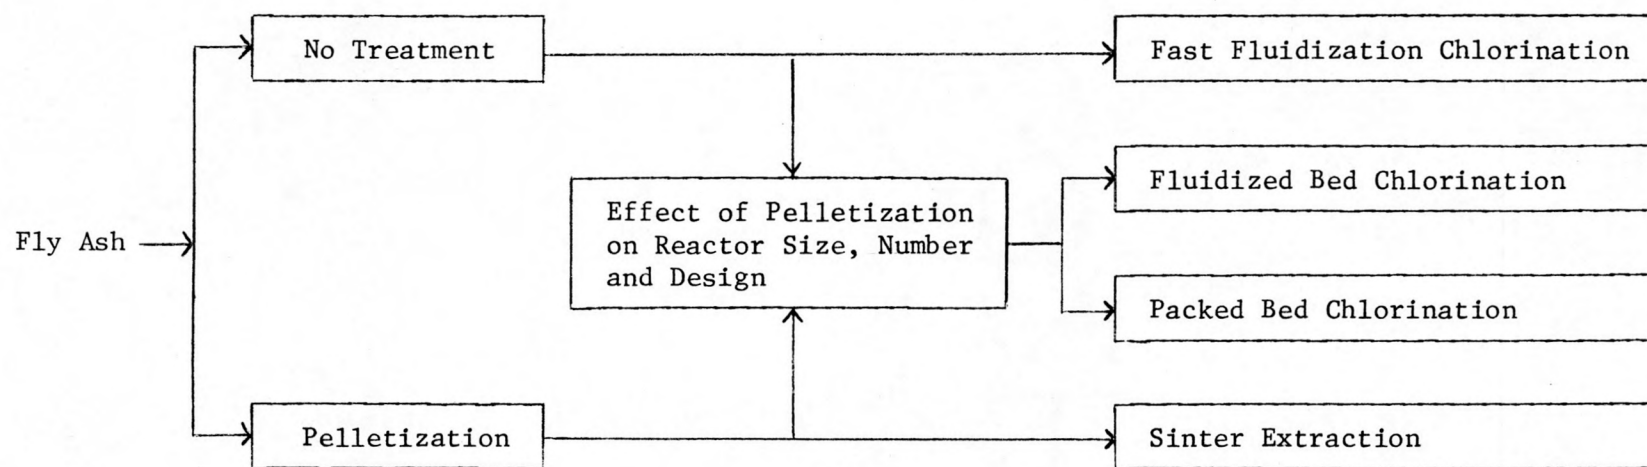 No Treatment
Fast Fluidization Chlorination
Fluidized Bed Chlorination
Effect of Pelletization
on Reactor Size, Number
and Design
Fly Ash
Packed Bed Chlorination
Pelletization
Sinter Extraction